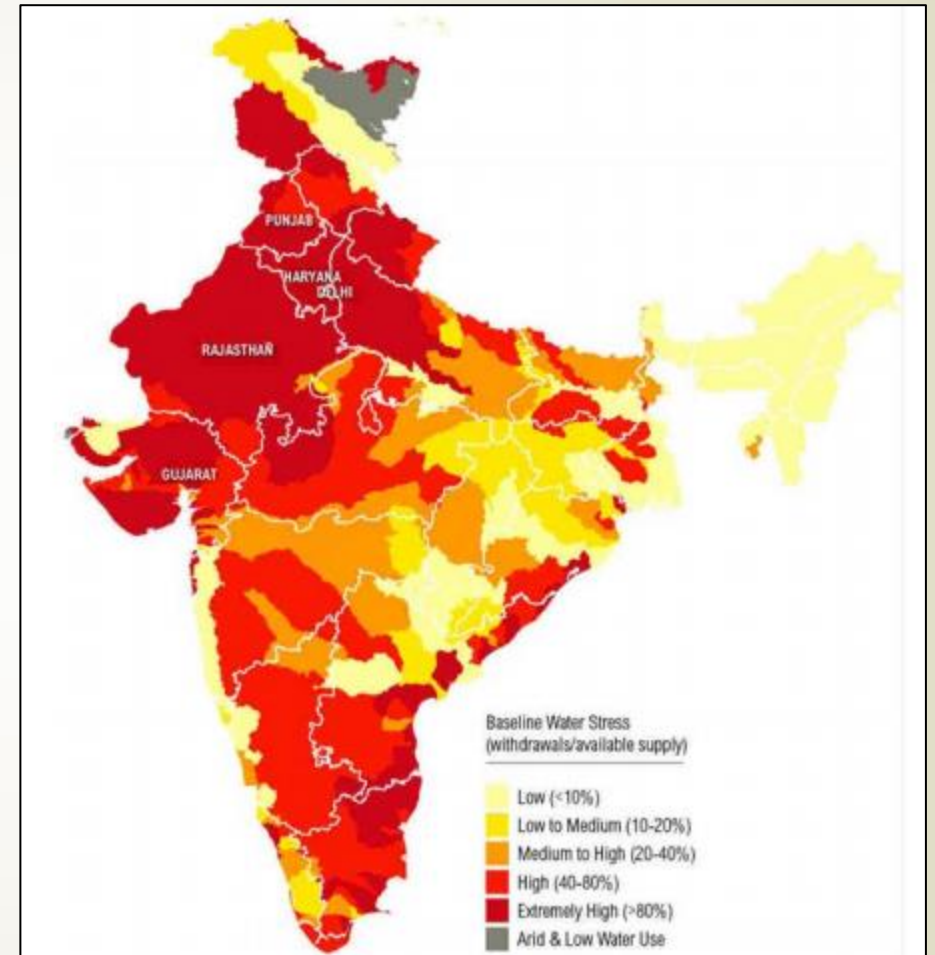 PUNJAB
HARYANA
DELHI
RAJASTHAÑ
GUJARAT
Baseline Water Stress
(withdrawals/available supply)
Low (<10%)
Low to Medium (10-20%)
Medium to High (20-40%)
High (40-80%)
Extremely High (>80%)
Arid & Low Water Use